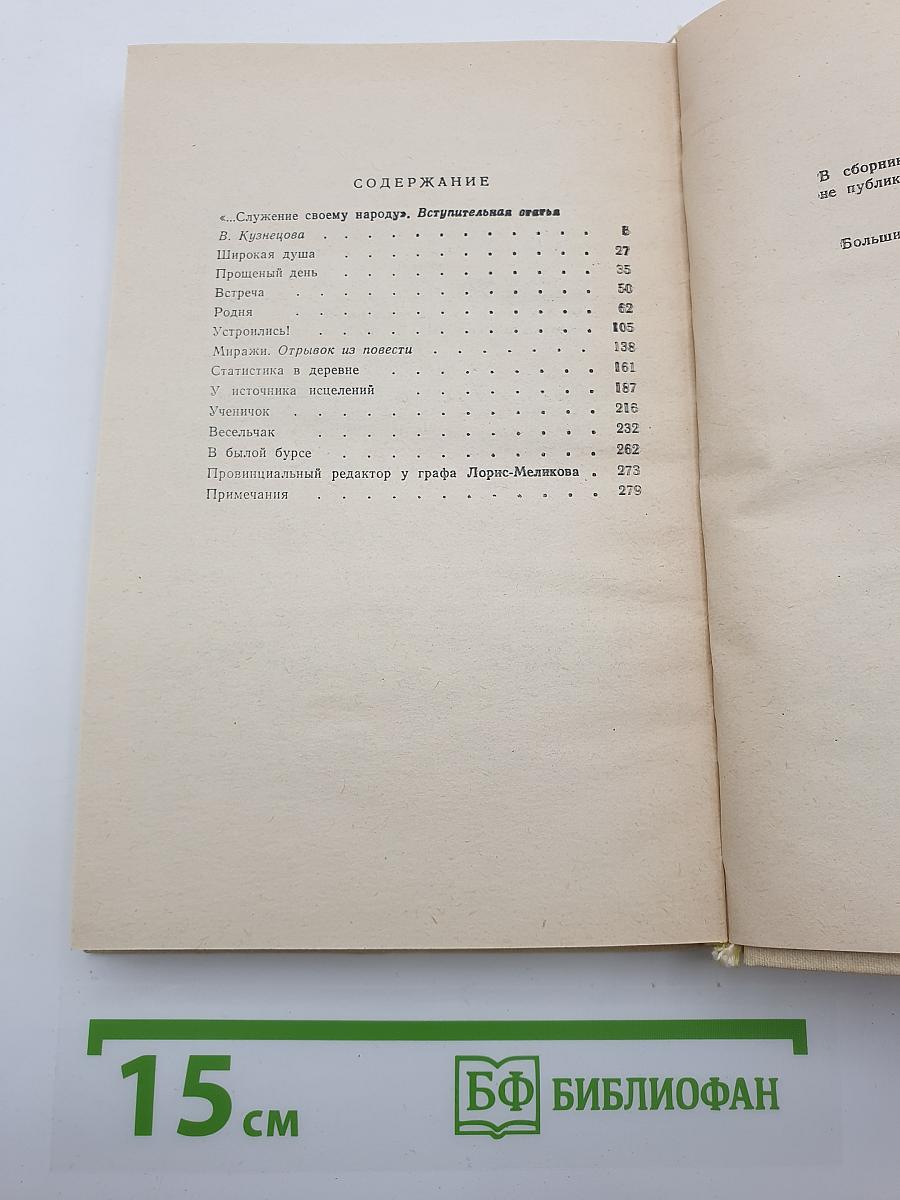 СОДЕРЖАНИЕ
«...Служение своему народу». Вступительная статья
В. Кузнецова . . . . . . . . . . . .
Широкая душа . . . . . . . . . . . 27
Прощеный день . . . . . . . . . . . 35
Встреча . . . . . . . . . . . . . 50
Родня . . . . . . . . . . . . . 62
Устроились! . . . . . . . . . . . . 105
Миражи. Отрывок из повести . . . . . . . 138
Статистика в деревне . . . . . . . . . 161
У источника исцелений . . . . . . . . 187
Ученичок . . . . . . . . . . . . . 216
Весельчак . . . . . . . . . . . . 232
В былой бурсе . . . . . . . . . . . 262
Провинциальный редактор у графа Лорис-Меликова . 273
Примечания . . . . . . . . . . . . 279
В сборни
не публик
Больши
15 см
БФ БИБЛИОФАН